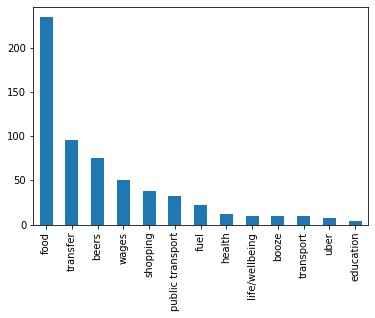 200
150
100
50
0
food
transfer
beers
wages
shopping
public transport
fuel
health
life/wellbeing
booze
transport
uber
education